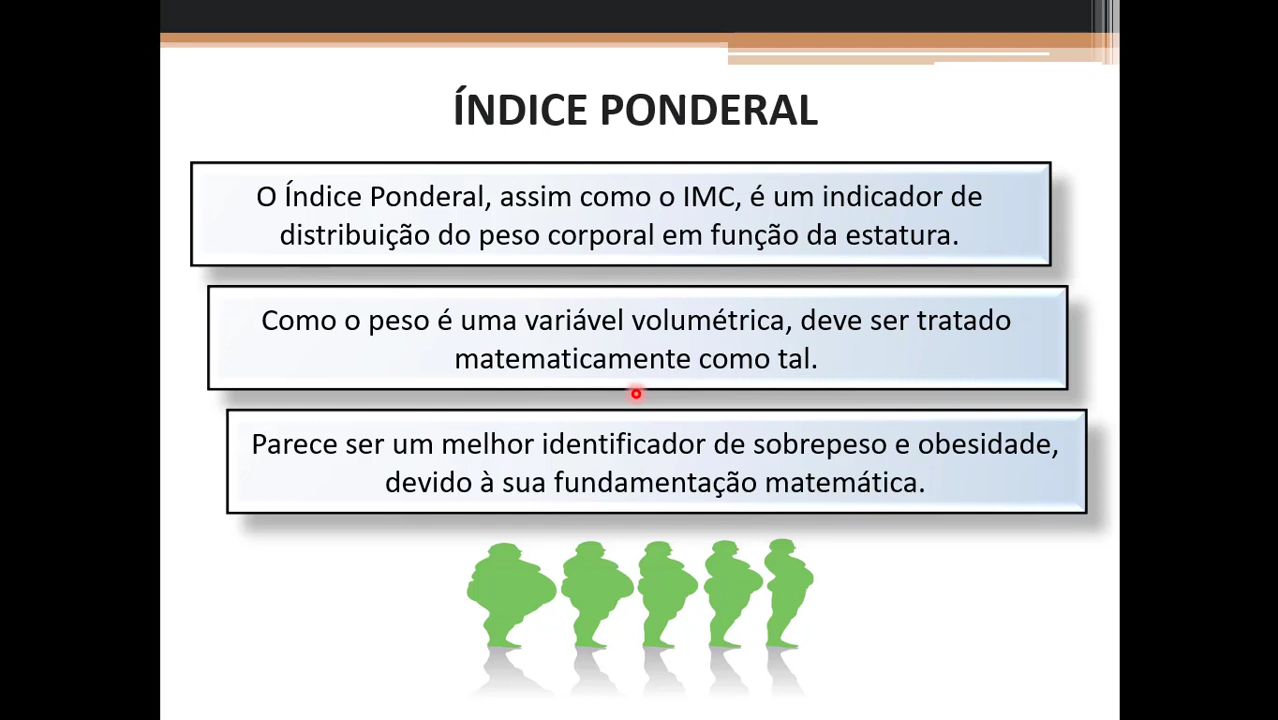 ÍNDICE PONDERAL
O Índice Ponderal, assim como o IMC, é um indicador de
distribuição do peso corporal em função da estatura.
Como o peso é uma variável volumétrica, deve ser tratado
matematicamente como tal.
Parece ser um melhor identificador de sobrepeso e obesidade,
devido à sua fundamentação matemática.